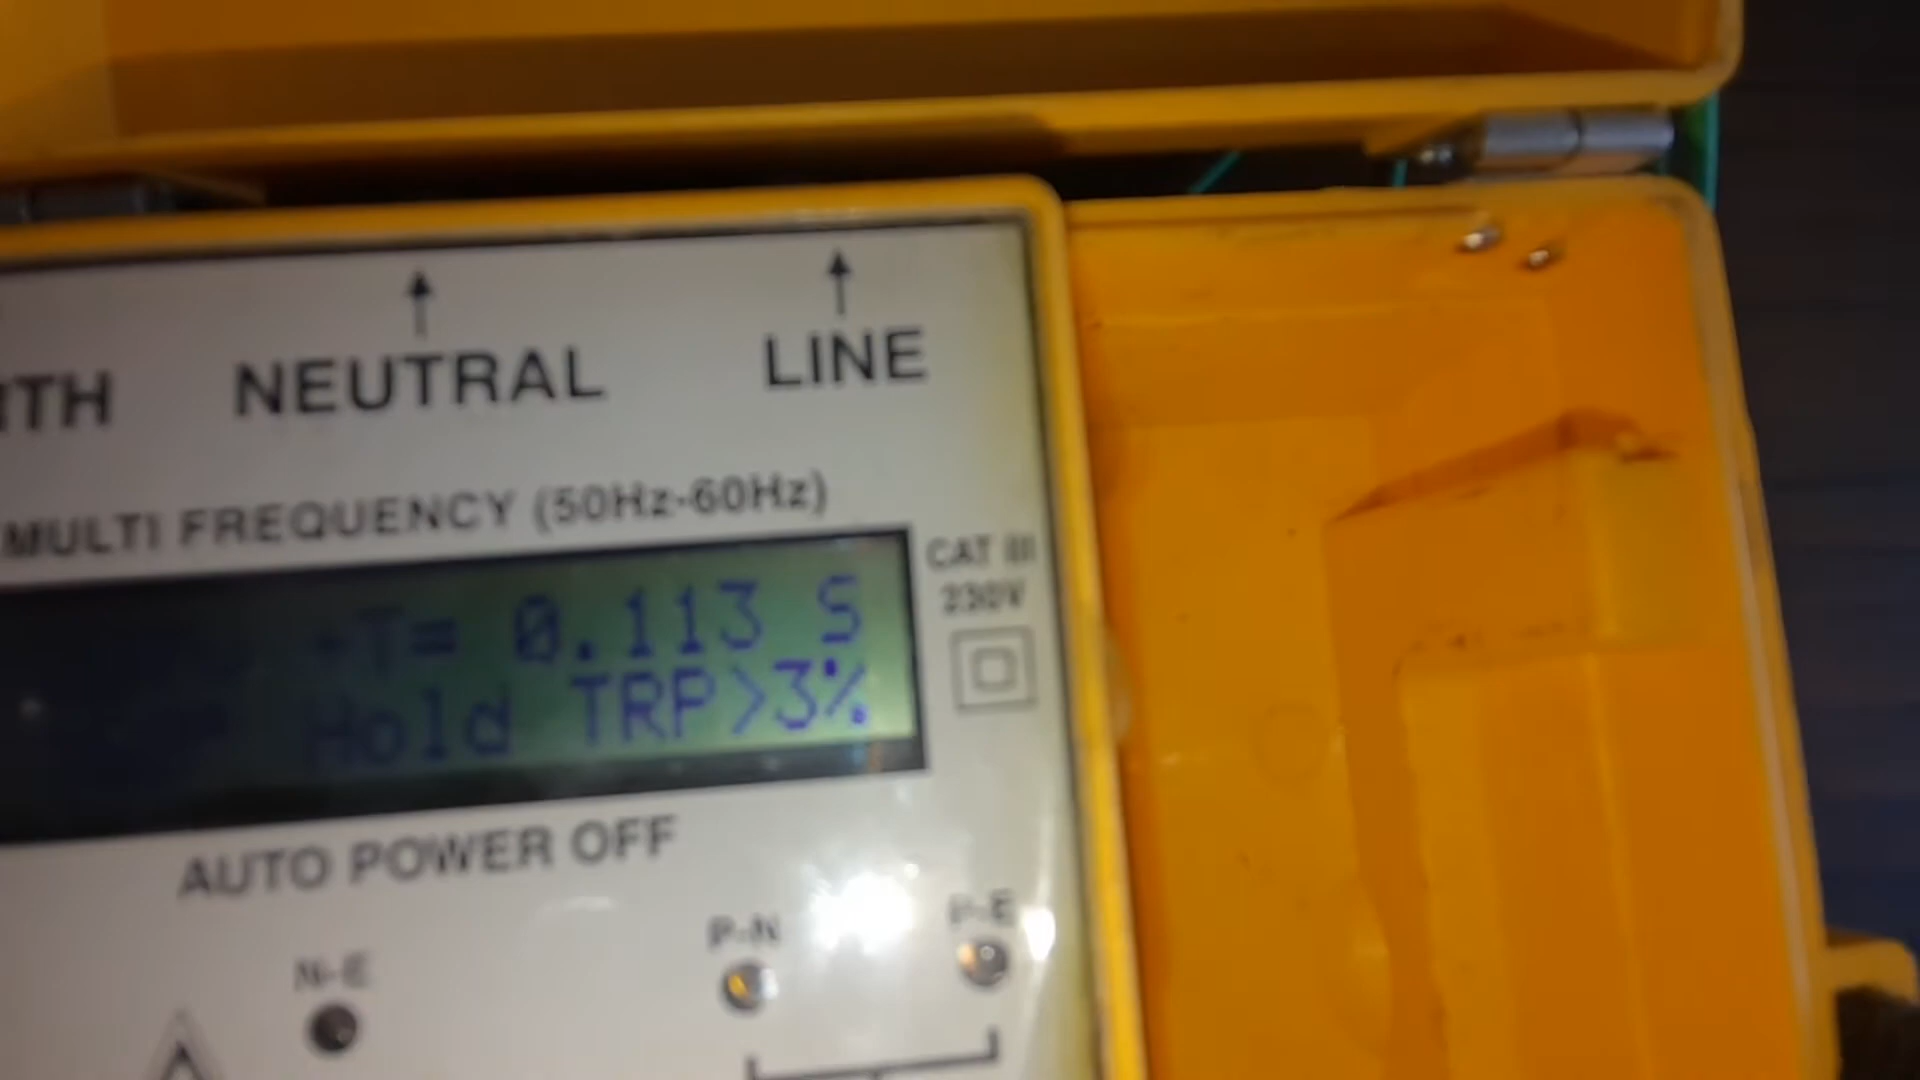 NEUTRAL
LINE
MULTI FREQUENCY (50Hz-60Hz)
CAT III
230V
T= 0.113 S
Hold TRP>3%
AUTO POWER OFF
P-N
P-E
N-E